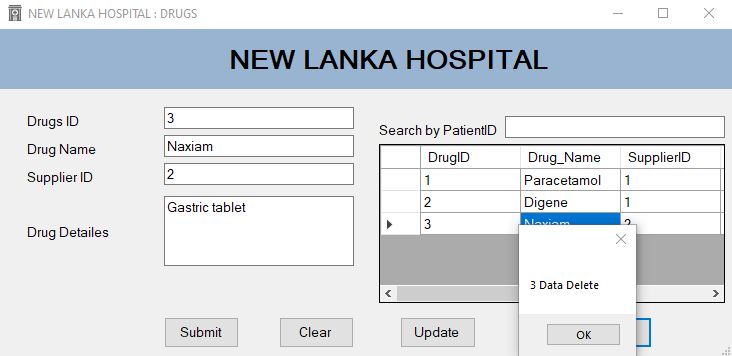 NEW LANKA HOSPITAL : DRUGS
NEW LANKA HOSPITAL
Drugs ID 3
Drug Name Naxiam
Supplier ID 2
Drug Detailes Gastric tablet
Search by PatientID
DrugID Drug_Name SupplierID
1 Paracetamol 1
2 Digene 1
3 Naxiam 2
3 Data Delete
OK
Submit Clear Update